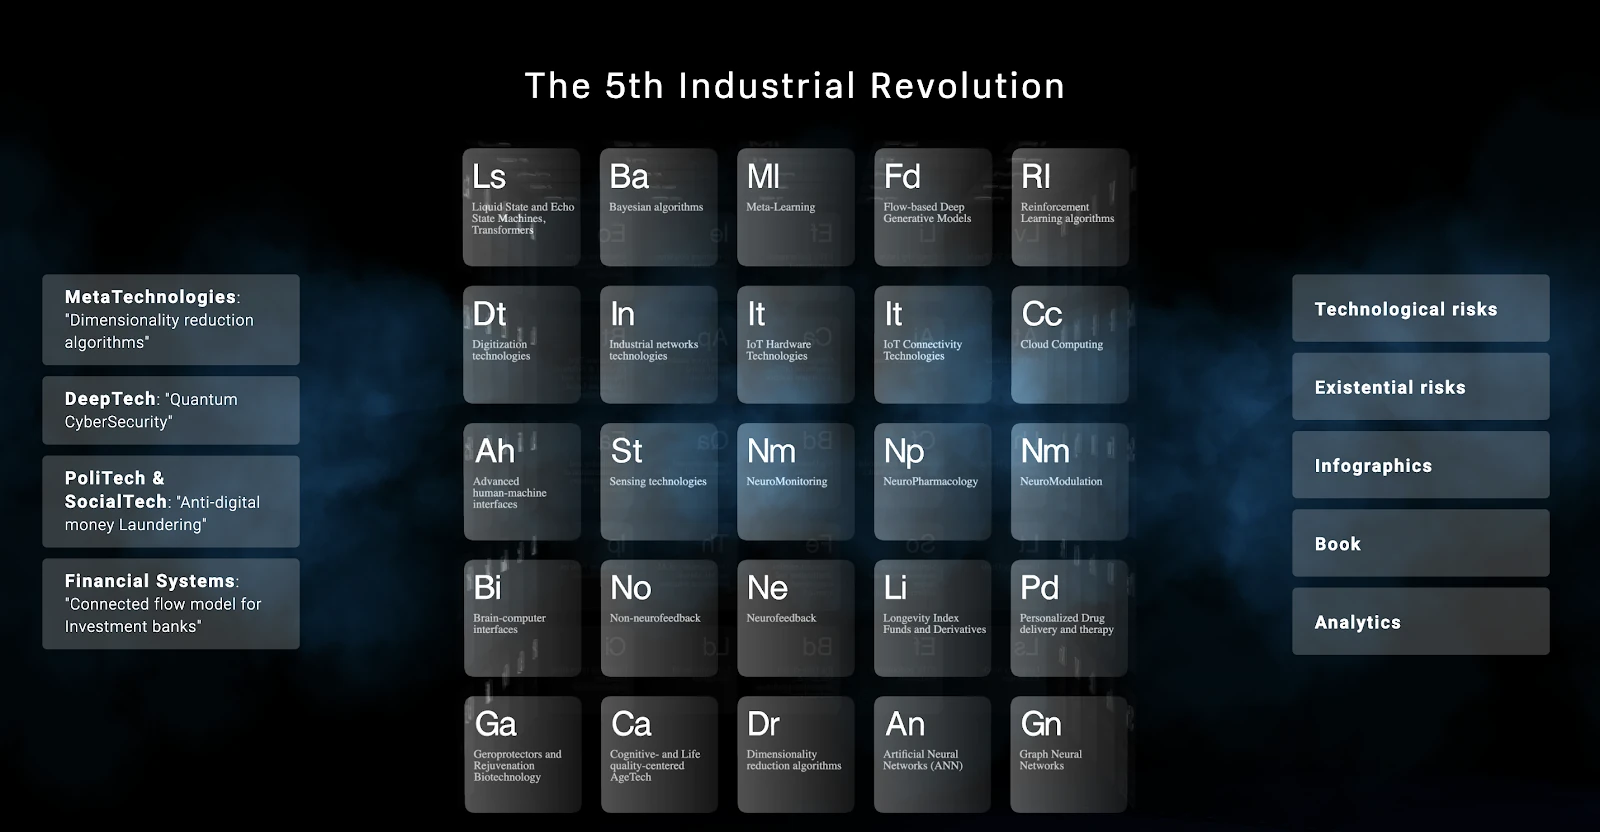 The 5th Industrial Revolution
MetaTechnologies:
"Dimensionality reduction
algorithms"
DeepTech: "Quantum
CyberSecurity"
PoliTech &
SocialTech: "Anti-digital
money Laundering"
Financial Systems:
"Connected flow model for
Investment banks"
Ls
Liquid State and Echo
State Machines,
Transformers
Ba
Bayesian algorithms
Ml
Meta-Learning
Fd
Flow-based Deep
Generative Models
Rl
Reinforcement
Learning algorithms
Dt
Digitization
technologies
In
Industrial networks
technologies
It
IoT Hardware
Technologies
It
IoT Connectivity
Technologies
Cc
Cloud Computing
Ah
Advanced
human-machine
interfaces
St
Sensing technologies
Nm
NeuroMonitoring
Np
NeuroPharmacology
Nm
NeuroModulation
Bi
Brain-computer
interfaces
No
Non-neurofeedback
Ne
Neurofeedback
Li
Longevity Index
Funds and Derivatives
Pd
Personalized Drug
delivery and therapy
Ga
Geroprotectors and
Rejuvenation
Biotechnology
Ca
Cognitive- and Life
quality-centered
AgeTech
Dr
Dimensionality
reduction algorithms
An
Artificial Neural
Networks (ANN)
Gn
Graph Neural
Networks
Technological risks
Existential risks
Infographics
Book
Analytics